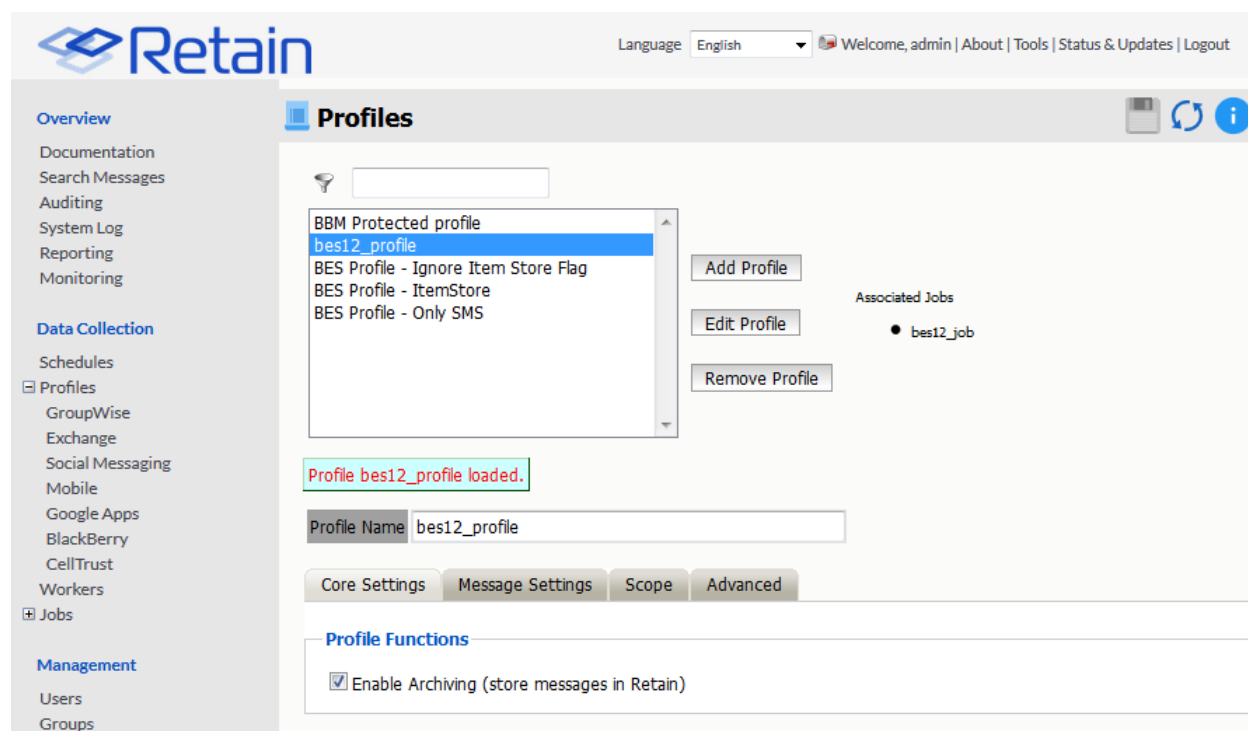 Retain
Language English Welcome, admin | About | Tools | Status & Updates | Logout
Overview
Documentation
Search Messages
Auditing
System Log
Reporting
Monitoring
Data Collection
Schedules
Profiles
GroupWise
Exchange
Social Messaging
Mobile
Google Apps
BlackBerry
CellTrust
Workers
Jobs
Management
Users
Groups
Profiles
BBM Protected profile
bes12_profile
BES Profile - Ignore Item Store Flag
BES Profile - ItemStore
BES Profile - Only SMS
Add Profile
Edit Profile
Remove Profile
Associated Jobs
bes12_job
Profile bes12_profile loaded.
Profile Name bes12_profile
Core Settings Message Settings Scope Advanced
Profile Functions
Enable Archiving (store messages in Retain)